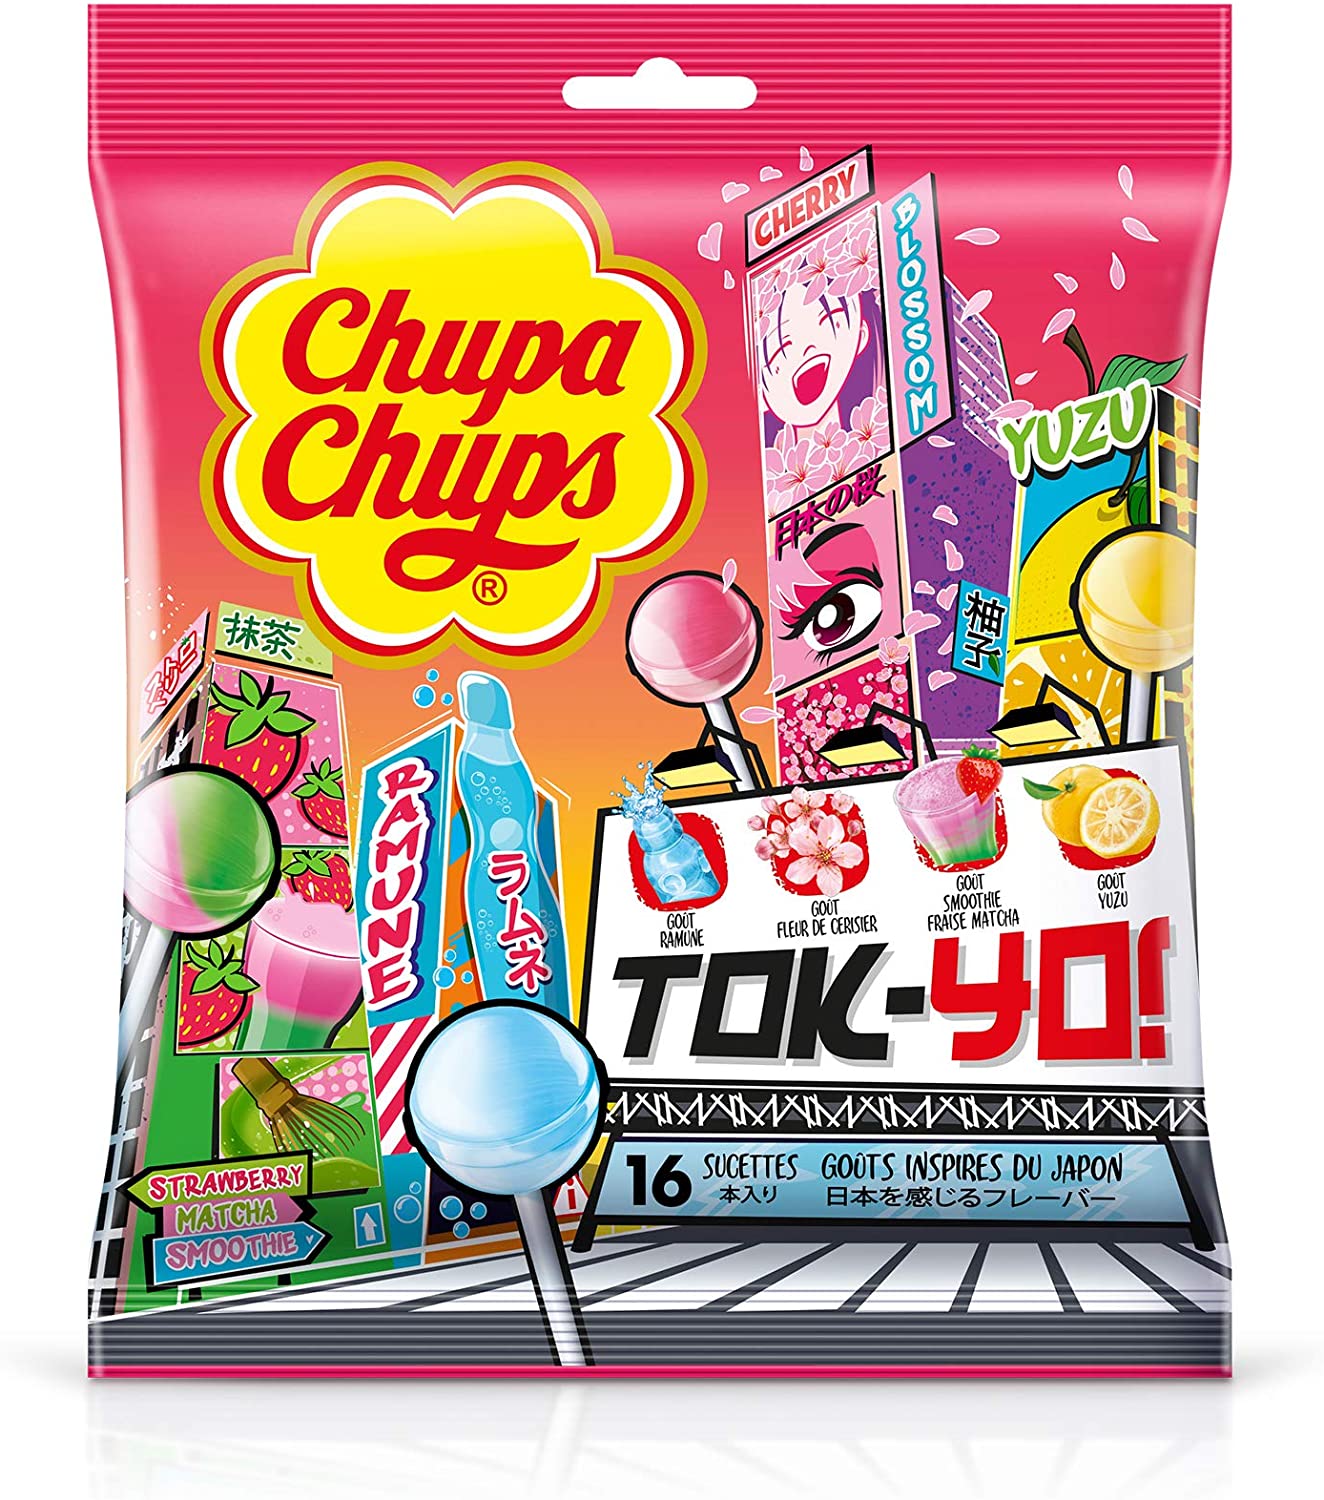 Chupa
Chups
®
CHERRY
BLOSSOM
日本の桜
YUZU
柚子
抹茶
RAMUNE
ラムネ
STRAWBERRY
MATCHA
SMOOTHIE
GOÛT
RAMUNE
GOÛT
FLEUR DE CERISIER
GOÛT
SMOOTHIE
FRAISE MATCHA
GOÛT
YUZU
TOK-YO!
16 SUCETTES
本入り
GOÛTS INSPIRES DU JAPON
日本を感じるフレーバー